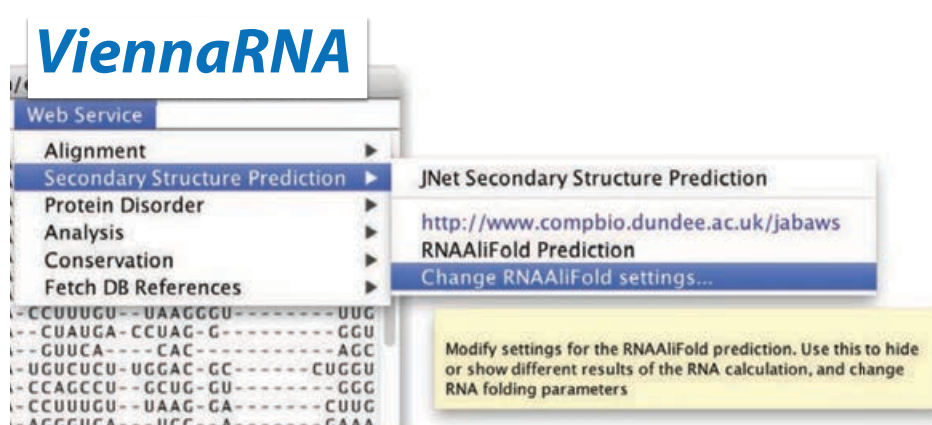 ViennaRNA
Web Service
Alignment
Secondary Structure Prediction
JNet Secondary Structure Prediction
Protein Disorder
http://www.compbio.dundee.ac.uk/jabaws
Analysis
RNAAliFold Prediction
Conservation
Change RNAAliFold settings...
Fetch DB References
-CCUUUGU--UAAGGGU---------UUG
--CUAUGA-CCUAG-G----------GGU
--GUUCA----CAC------------AGC
-UGUCUCU-UGGAC-GC-------CUGGU
-CCAGCCU--GCUG-GU---------GGG
-CCUUUGU--UAAG-GA--------CUUG
Modify settings for the RNAAliFold prediction. Use this to hide
or show different results of the RNA calculation, and change
RNA folding parameters